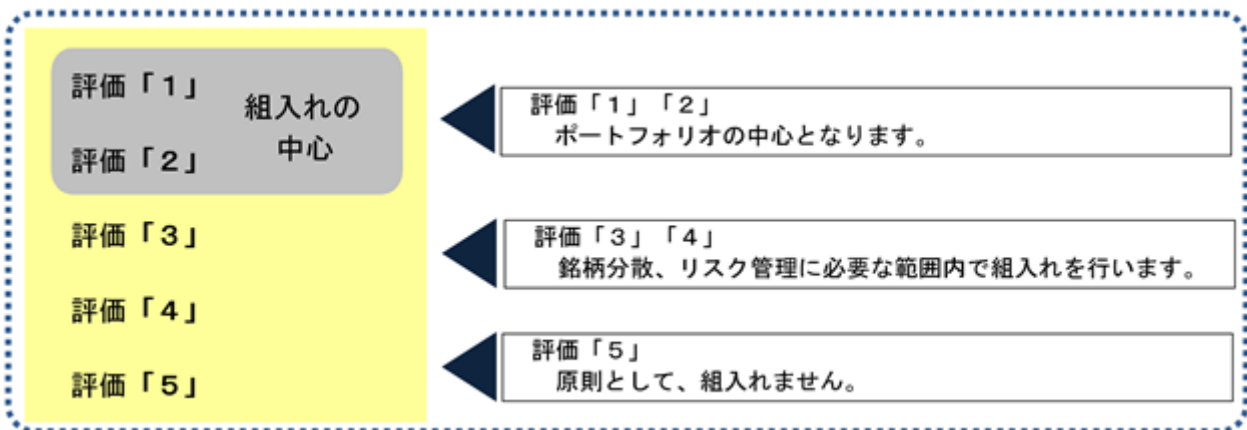 評価「１」
組入れの
中心
評価「２」
評価「３」
評価「４」
評価「５」
評価「１」「２」
ポートフォリオの中心となります。
評価「３」「４」
銘柄分散、リスク管理に必要な範囲内で組入れを行います。
評価「５」
原則として、組入れません。